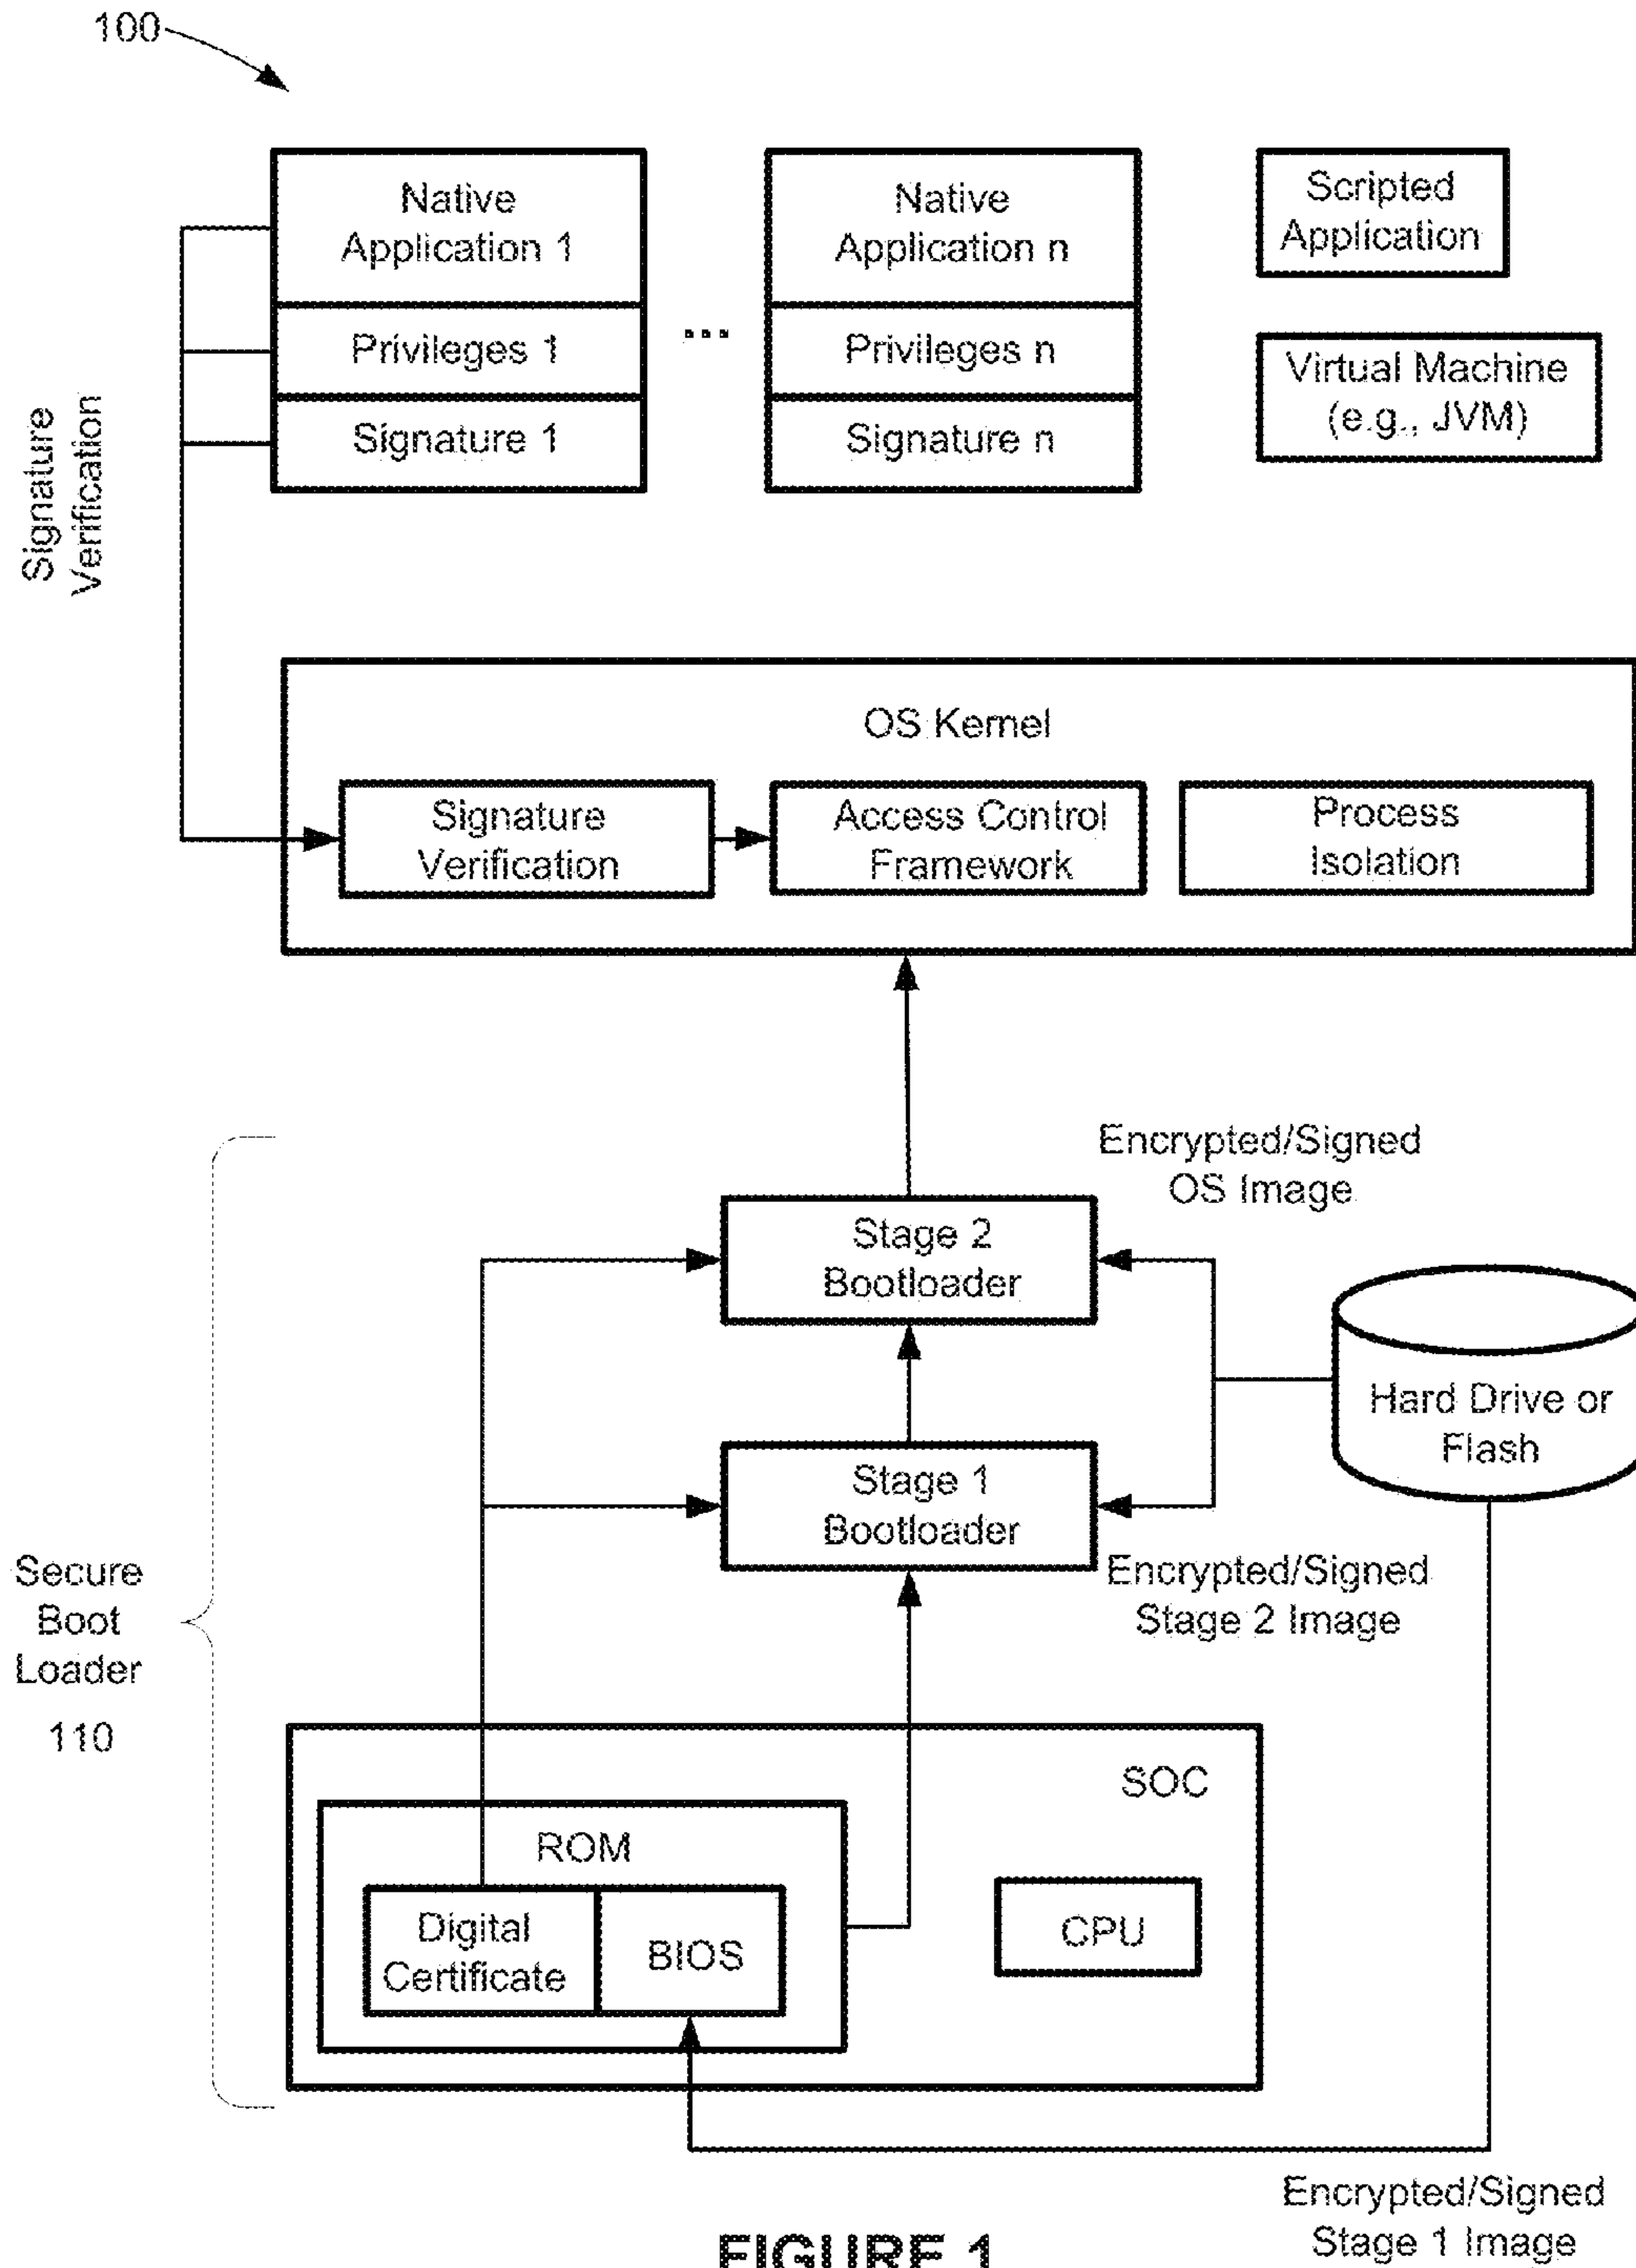 100
Native
Application 1
Privileges 1
Signature 1
...
Native
Application n
Privileges n
Signature n
Scripted
Application
Virtual Machine
(e.g., JVM)
Signature
Verification
OS Kernel
Signature
Verification
Access Control
Framework
Process
Isolation
Encrypted/Signed
OS Image
Stage 2
Bootloader
Hard Drive or
Flash
Stage 1
Bootloader
Encrypted/Signed
Stage 2 Image
Secure
Boot
Loader
110
SOC
ROM
Digital
Certificate
BIOS
CPU
Encrypted/Signed
Stage 1 Image
FIGURE 1